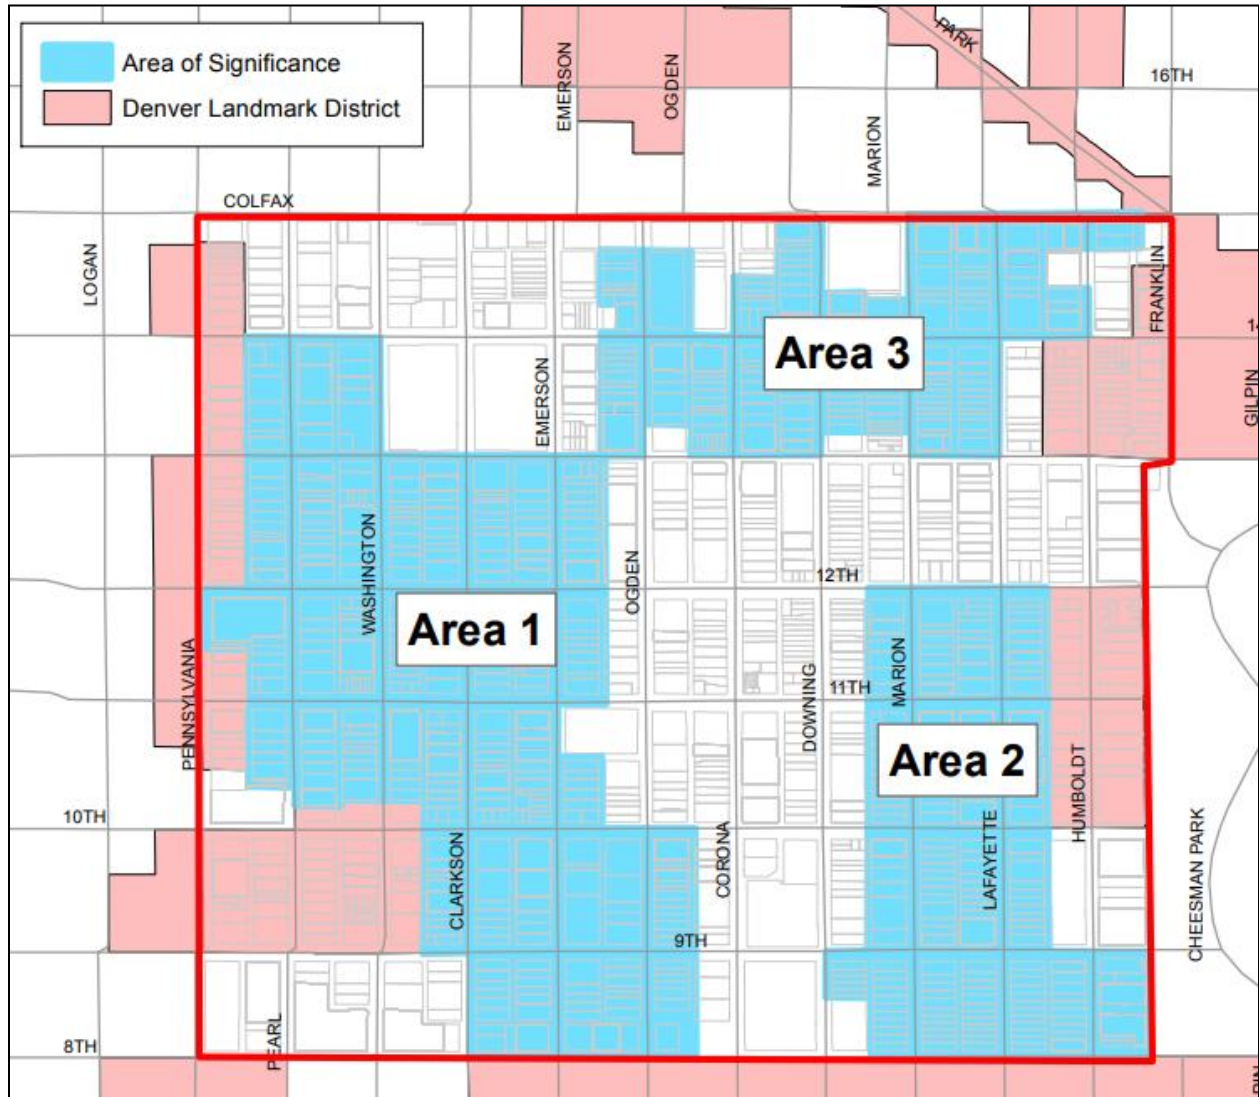 Area of Significance
Denver Landmark District
EMERSON
OGDEN
MARION
PARK
16TH
COLFAX
LOGAN
FRANKLIN
14
GILPIN
Area 3
EMERSON
WASHINGTON
OGDEN
12TH
Area 1
PENNSYLVANIA
11TH
MARION
DOWNING
Area 2
HUMBOLDT
10TH
CLARKSON
CORONA
LAFAYETTE
CHEESMAN PARK
9TH
8TH
PEARL